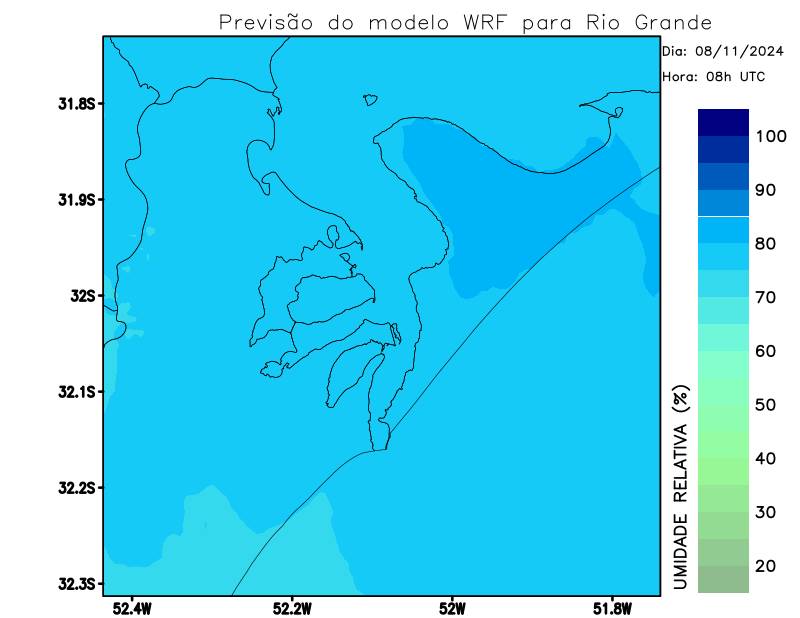 Previsão do modelo WRF para Rio Grande
Dia: 08/11/2024
Hora: 08h UTC
31.8S
31.9S
32S
32.1S
32.2S
32.3S
52.4W
52.2W
52W
51.8W
100
90
80
70
60
50
40
30
20
UMIDADE RELATIVA (%)